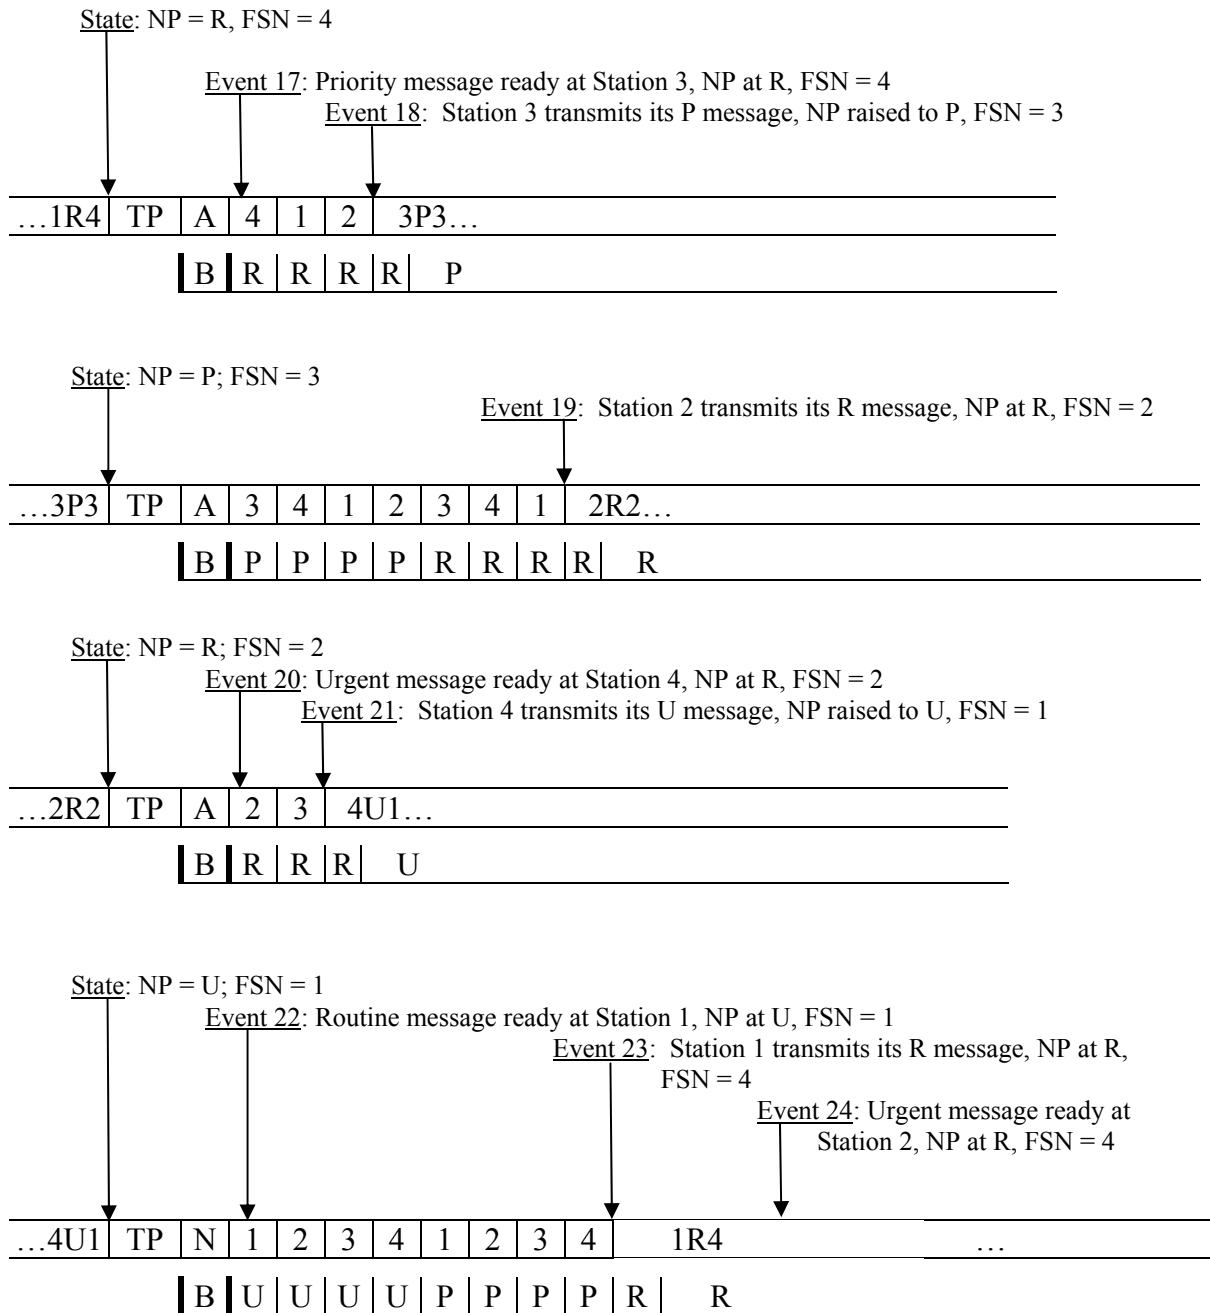 State: NP = R, FSN = 4
Event 17: Priority message ready at Station 3, NP at R, FSN = 4
Event 18: Station 3 transmits its P message, NP raised to P, FSN = 3
…1R4 TP A 4 1 2 3P3…
B R R R R P
State: NP = P; FSN = 3
Event 19: Station 2 transmits its R message, NP at R, FSN = 2
…3P3 TP A 3 4 1 2 3 4 1 2R2…
B P P P P R R R R R
State: NP = R; FSN = 2
Event 20: Urgent message ready at Station 4, NP at R, FSN = 2
Event 21: Station 4 transmits its U message, NP raised to U, FSN = 1
…2R2 TP A 2 3 4U1…
B R R R U
State: NP = U; FSN = 1
Event 22: Routine message ready at Station 1, NP at U, FSN = 1
Event 23: Station 1 transmits its R message, NP at R,
FSN = 4
Event 24: Urgent message ready at
Station 2, NP at R, FSN = 4
…4U1 TP N 1 2 3 4 1 2 3 4 1R4 …
B U U U U P P P P R R